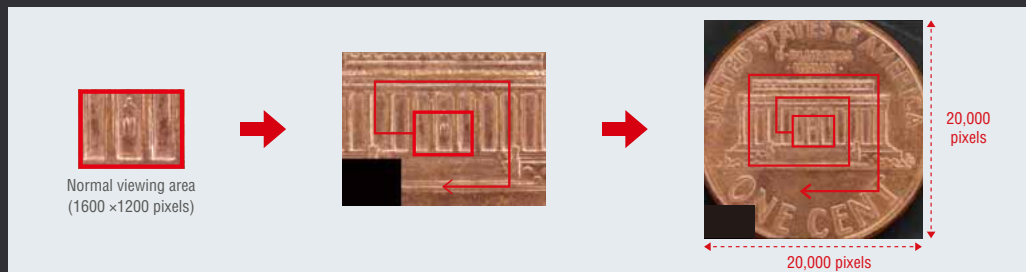 Normal viewing area
(1600 ×1200 pixels)
UNITED STATES of AMERICA
ONE CENT
20,000
pixels
20,000 pixels